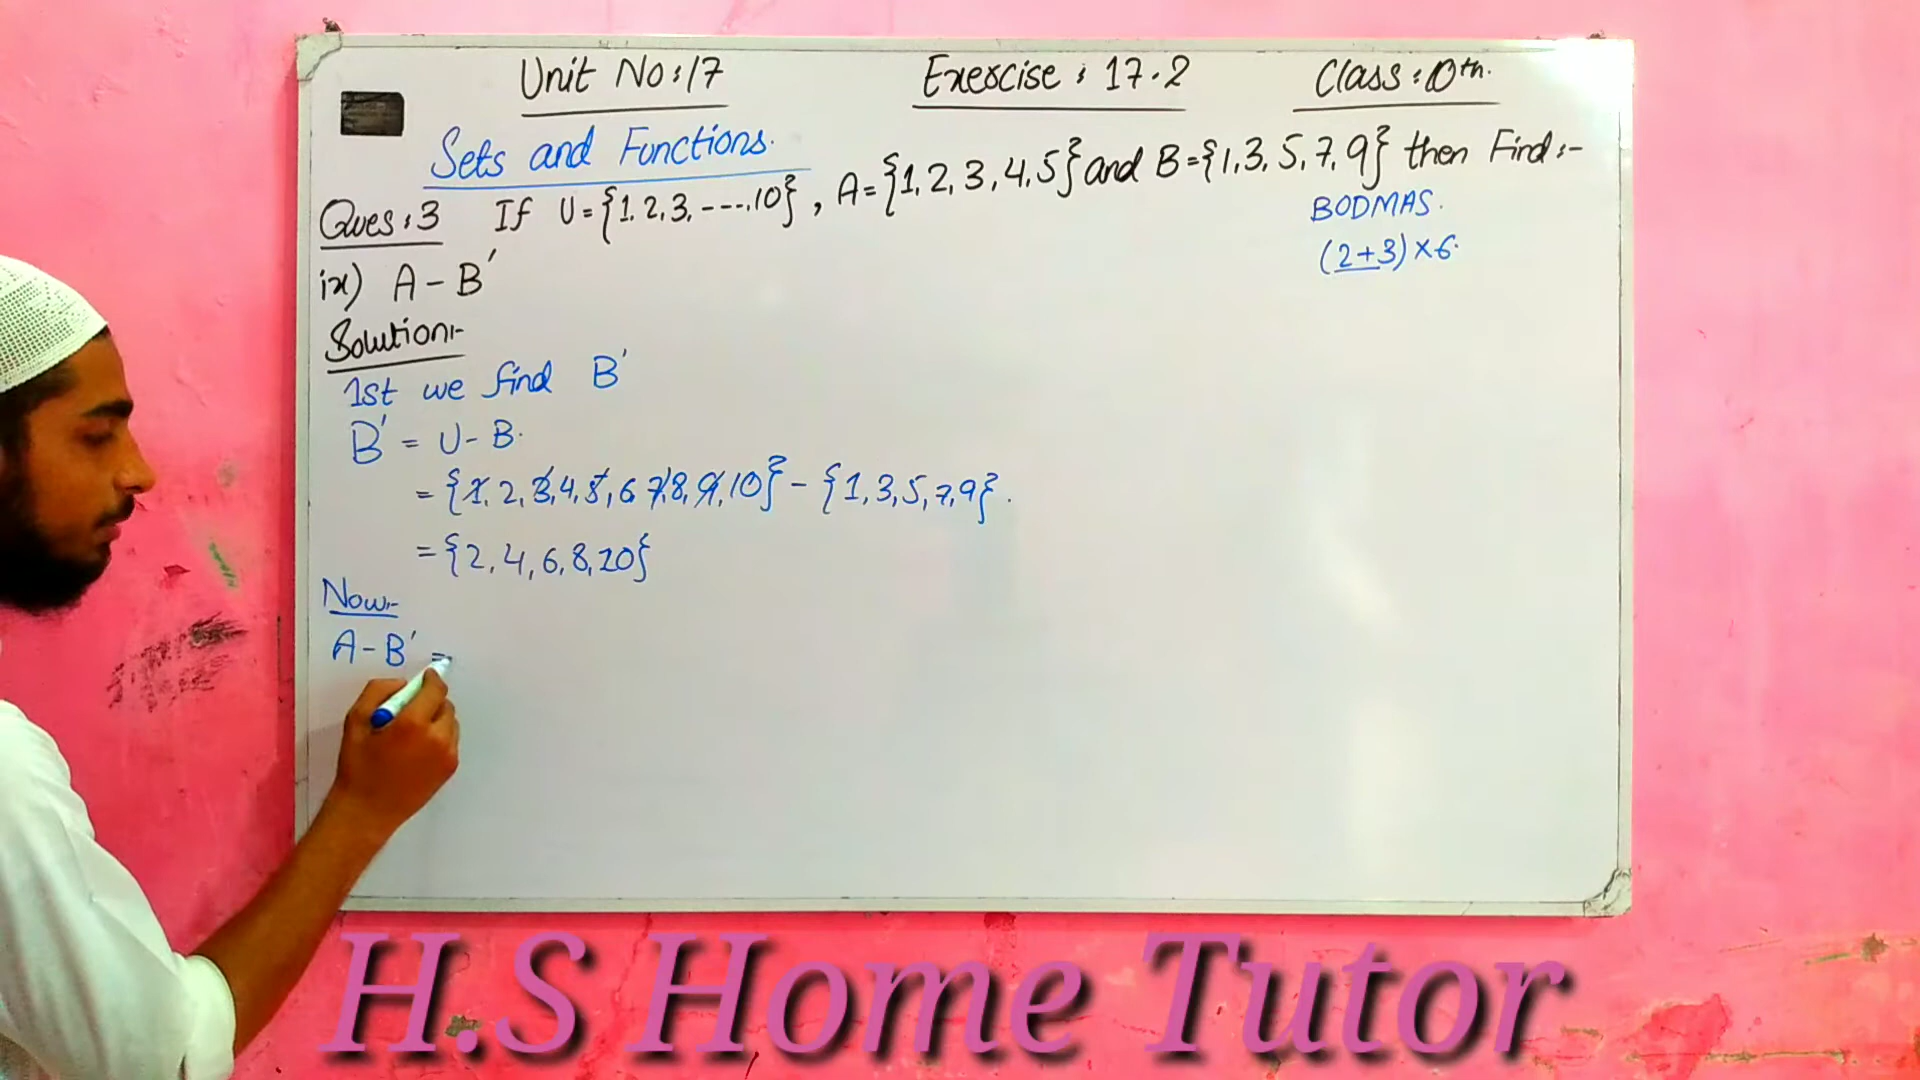 Unit No:17 Exercise: 17.2 Class:10th.
Sets and Functions.
Ques:3 If U={1,2,3,----,10}, A={1,2,3,4,5} and B={1,3,5,7,9} then Find:-
BODMAS.
(2+3)×6.
ix) A-B'
Solution:-
1st we find B'
B' = U-B.
={1,2,3,4,5,6,7,8,9,10}-{1,3,5,7,9}.
={2,4,6,8,10}
Now:-
A-B' =
H.S Home Tutor